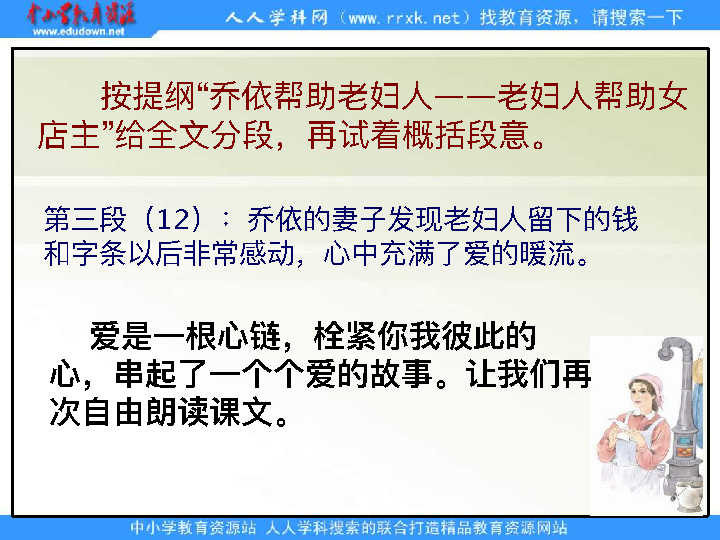 中小学教育资源
www.edudown.net
人人学科网（www.rrxk.net）找教育资源，请搜索一下
按提纲“乔依帮助老妇人——老妇人帮助女
店主”给全文分段，再试着概括段意。
第三段（12）：乔依的妻子发现老妇人留下的钱
和字条以后非常感动，心中充满了爱的暖流。
爱是一根心链，栓紧你我彼此的
心，串起了一个个爱的故事。让我们再
次自由朗读课文。
中小学教育资源站 人人学科搜索的联合打造精品教育资源网站